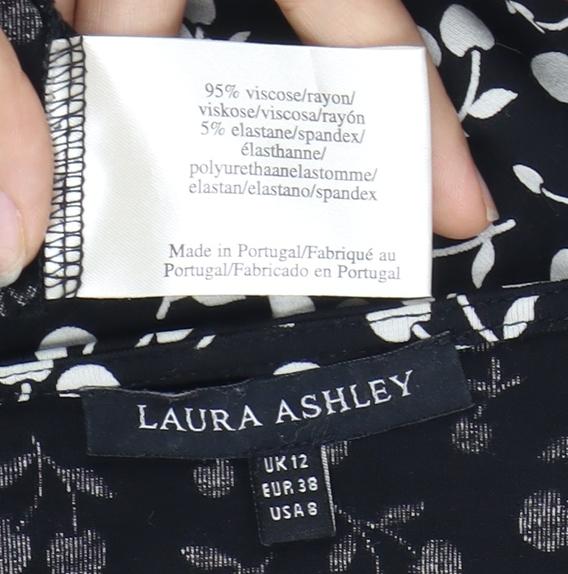 95% viscose/rayon/
viskose/viscosa/rayón
5% elastane/spandex/
élasthanne/
polyurethaanelastomme/
elastan/elastano/spandex
Made in Portugal/Fabriqué au
Portugal/Fabricado en Portugal
LAURA ASHLEY
UK 12
EUR 38
USA 8